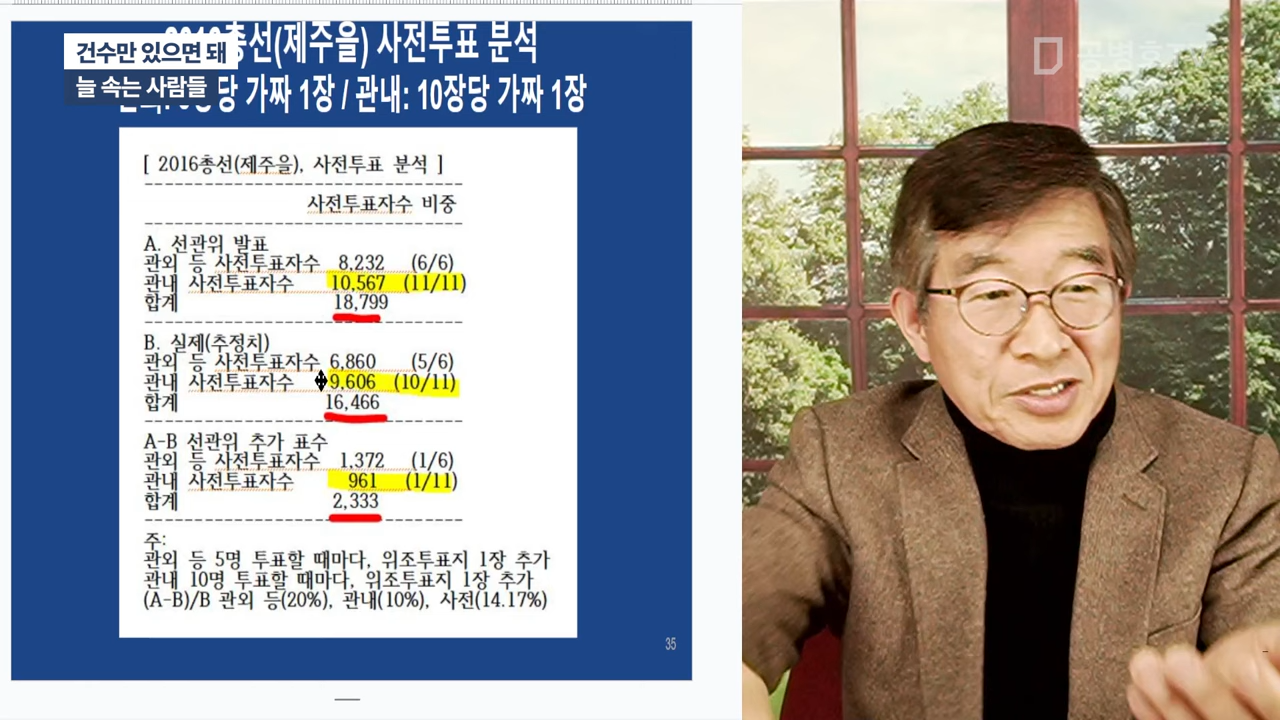 건수만 있으면 돼
늘 속는 사람들
총선(제주을) 사전투표 분석
당 가짜 1장 / 관내: 10장당 가짜 1장
[ 2016총선(제주을), 사전투표 분석 ]
사전투표자수 비중
A. 선관위 발표
관외 등 사전투표자수 8,232 (6/6)
관내 사전투표자수 10,567 (11/11)
합계 18,799
B. 실제(추정치)
관외 등 사전투표자수 6,860 (5/6)
관내 사전투표자수 9,606 (10/11)
합계 16,466
A-B 선관위 추가 표수
관외 등 사전투표자수 1,372 (1/6)
관내 사전투표자수 961 (1/11)
합계 2,333
주:
관외 등 5명 투표할 때마다, 위조투표지 1장 추가
관내 10명 투표할 때마다, 위조투표지 1장 추가
(A-B)/B 관외 등(20%), 관내(10%), 사전(14.17%)
35